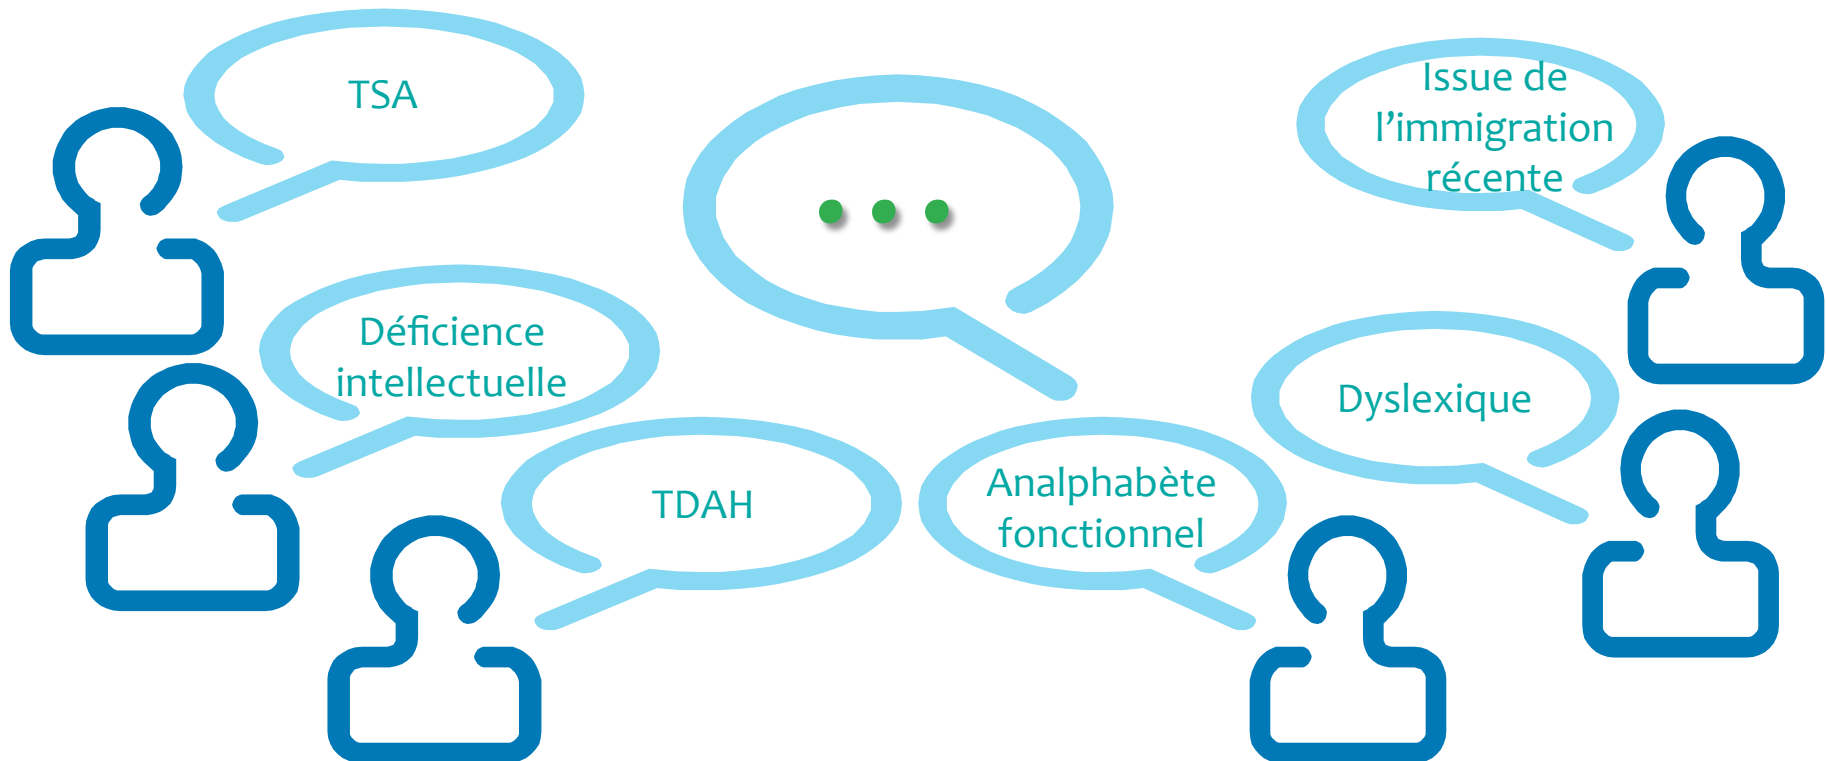 TSA
Issue de
l’immigration
récente
Déficience
intellectuelle
Dyslexique
TDAH
Analphabète
fonctionnel